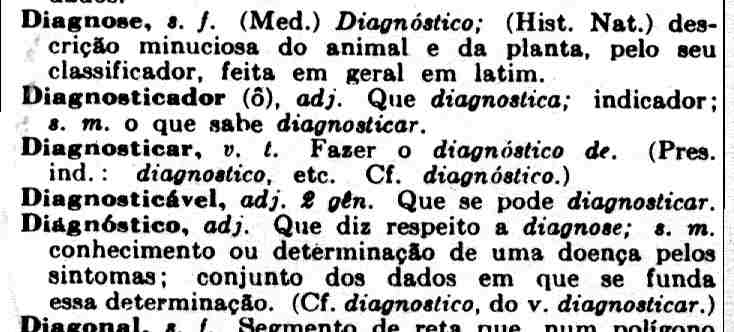 Diagnose, s. f. (Med.) Diagnóstico; (Hist. Nat.) des-
crição minuciosa do animal e da planta, pelo seu
classificador, feita em geral em latim.
Diagnosticador (ô), adj. Que diagnostica; indicador;
s. m. o que sabe diagnosticar.
Diagnosticar, v. t. Fazer o diagnóstico de. (Pres.
ind.: diagnostico, etc. Cf. diagnóstico.)
Diagnosticável, adj. 2 gên. Que se pode diagnosticar.
Diagnóstico, adj. Que diz respeito a diagnose; s. m.
conhecimento ou determinação de uma doença pelos
sintomas; conjunto dos dados em que se funda
essa determinação. (Cf. diagnostico, do v. diagnosticar.)
Diagonal, s. f. Segmento de reta que, num polígono